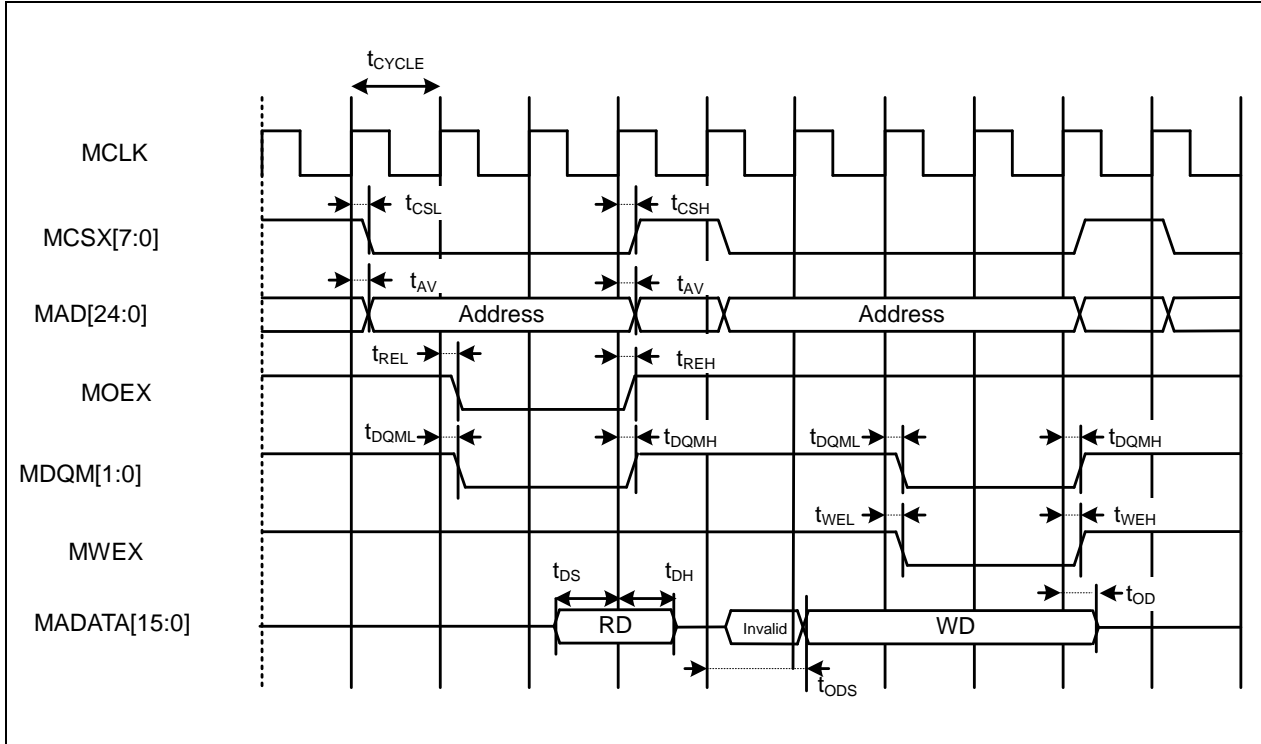 tCYCLE
MCLK
tCSL tCSH
MCSX[7:0]
tAV tAV
MAD[24:0] Address Address
tREL tREH
MOEX
tDQML tDQMH tDQML tDQMH
MDQM[1:0]
tWEL tWEH
MWEX
tDS tDH
tOD
MADATA[15:0] RD Invalid WD
tODS